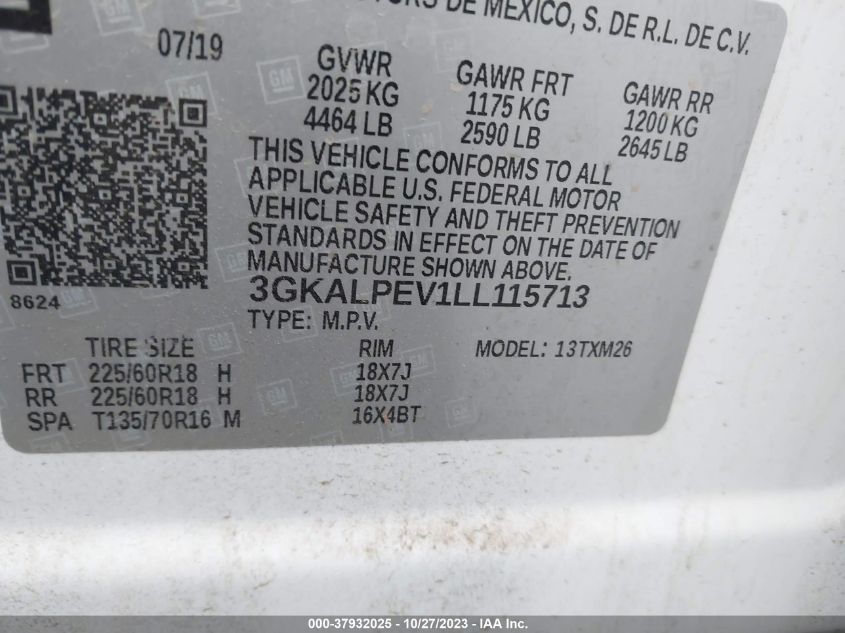 DE MEXICO, S. DE R.L. DE C.V.
07/19
GVWR GAWR FRT GAWR RR
2025 KG 1175 KG 1200 KG
4464 LB 2590 LB 2645 LB
THIS VEHICLE CONFORMS TO ALL
APPLICABLE U.S. FEDERAL MOTOR
VEHICLE SAFETY AND THEFT PREVENTION
STANDARDS IN EFFECT ON THE DATE OF
MANUFACTURE SHOWN ABOVE.
8624
3GKALPEV1LL115713
TYPE: M.P.V.
TIRE SIZE RIM MODEL: 13TXM26
FRT 225/60R18 H 18X7J
RR 225/60R18 H 18X7J
SPA T135/70R16 M 16X4BT
000-37932025 - 10/27/2023 - IAA Inc.